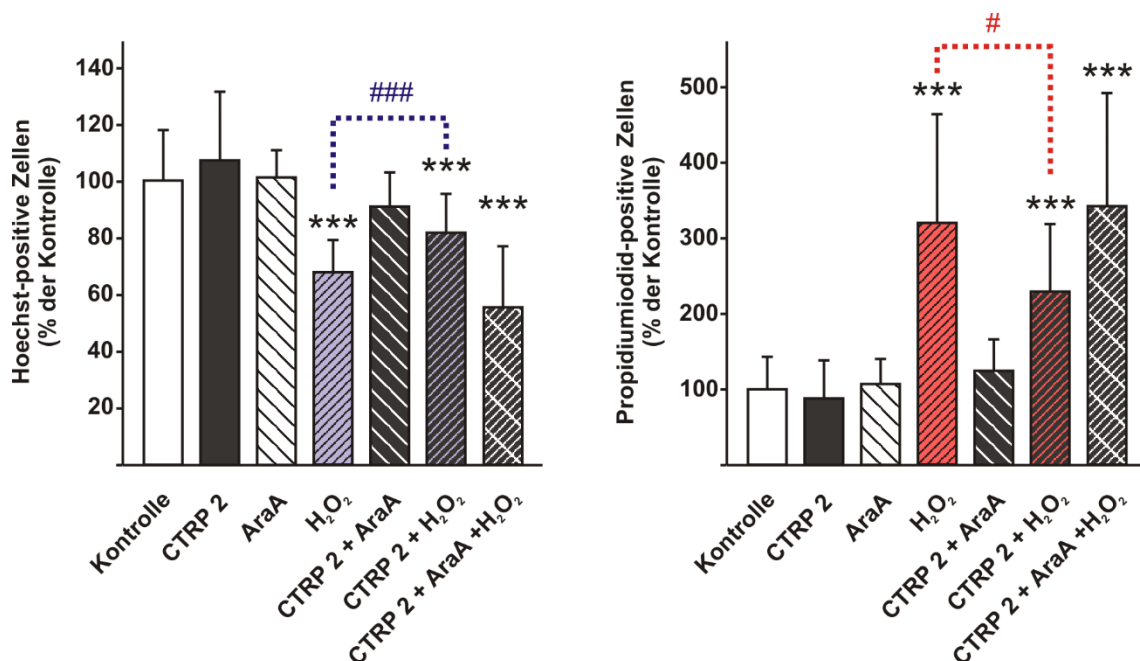 Hoechst-positive Zellen
(% der Kontrolle)
140
120
100
80
60
40
20
###
***
***
***
Kontrolle
CTRP 2
AraA
H₂O₂
CTRP 2 + AraA
CTRP 2 + H₂O₂
CTRP 2 + AraA +H₂O₂
Propidiumiodid-positive Zellen
(% der Kontrolle)
500
400
300
200
100
#
***
***
***
Kontrolle
CTRP 2
AraA
H₂O₂
CTRP 2 + AraA
CTRP 2 + H₂O₂
CTRP 2 + AraA +H₂O₂